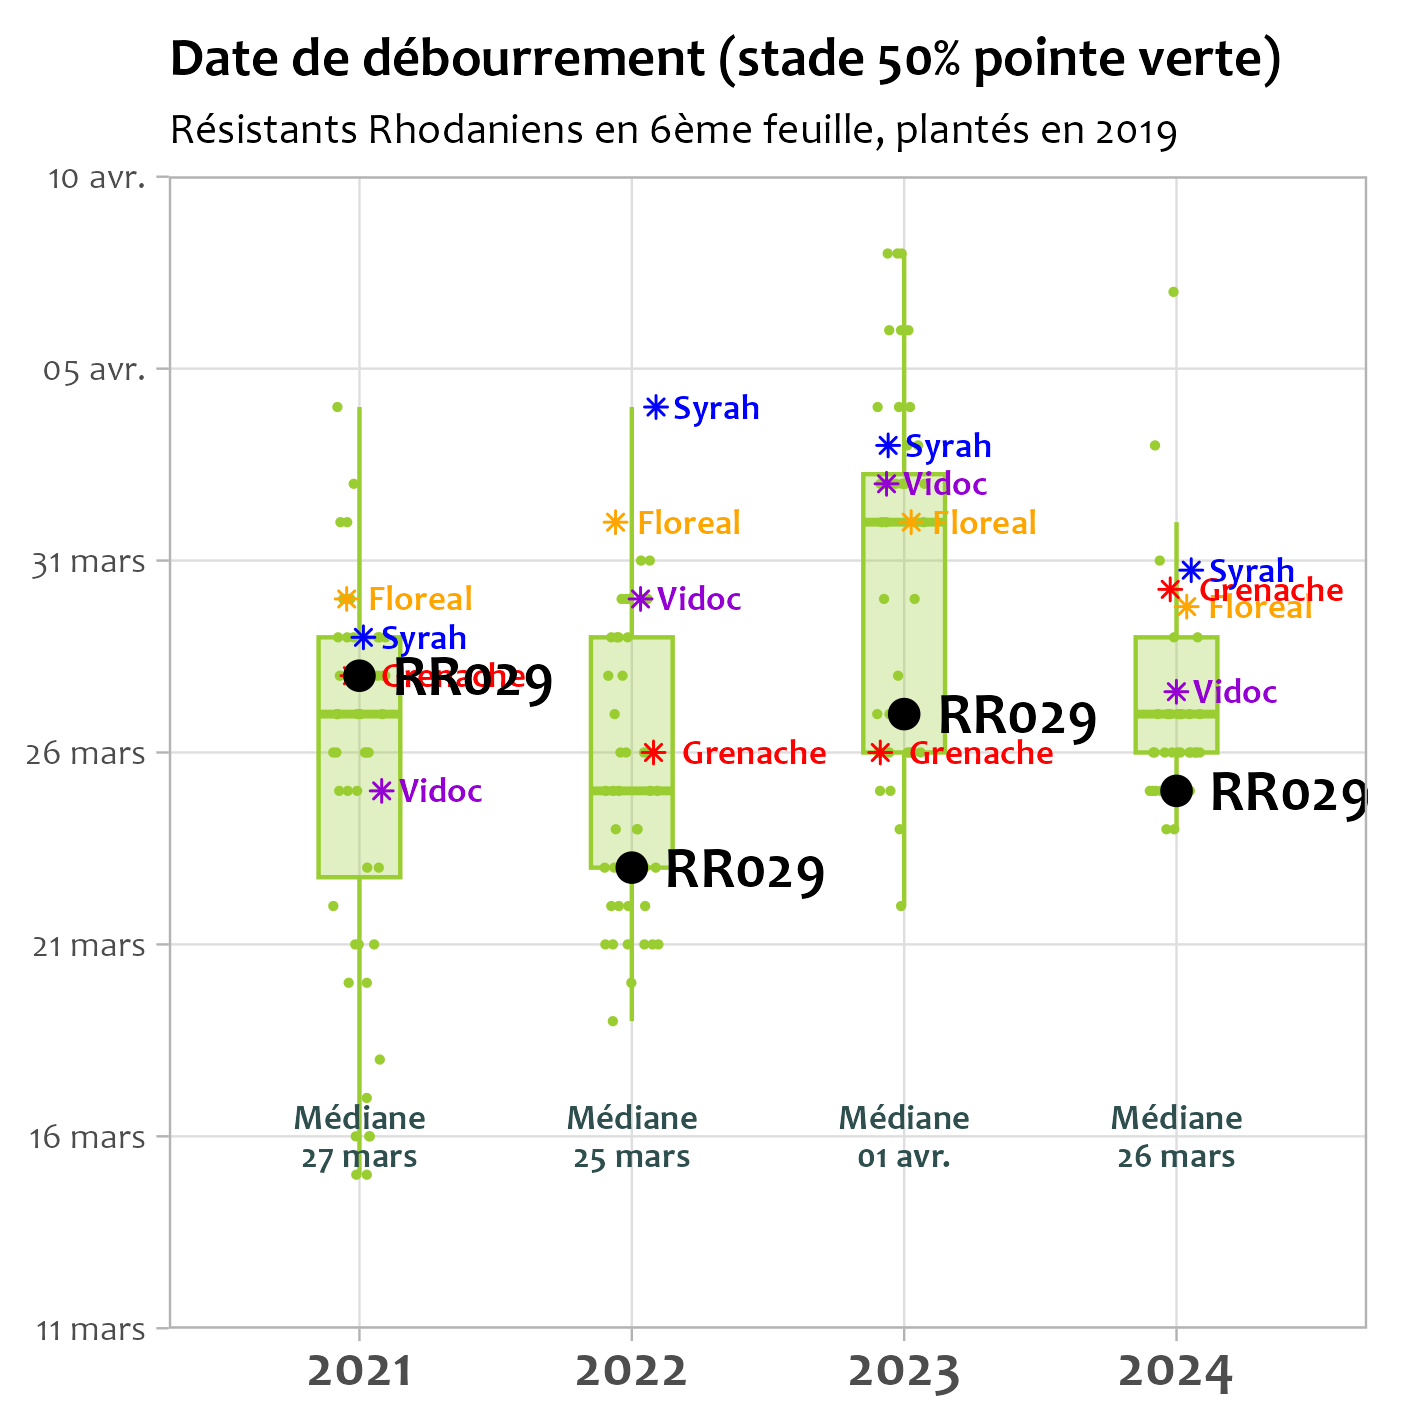 Date de débourrement (stade 50% pointe verte)
Résistants Rhodaniens en 6ème feuille, plantés en 2019
10 avr.
05 avr.
31 mars
26 mars
21 mars
16 mars
11 mars
Floreal
Syrah
Grenache
RR029
Vidoc
Médiane
27 mars
Syrah
Floreal
Vidoc
Grenache
RR029
Médiane
25 mars
Syrah
Vidoc
Floreal
RR029
Grenache
Médiane
01 avr.
Syrah
Grenache
Floreal
Vidoc
RR029
Médiane
26 mars
2021
2022
2023
2024